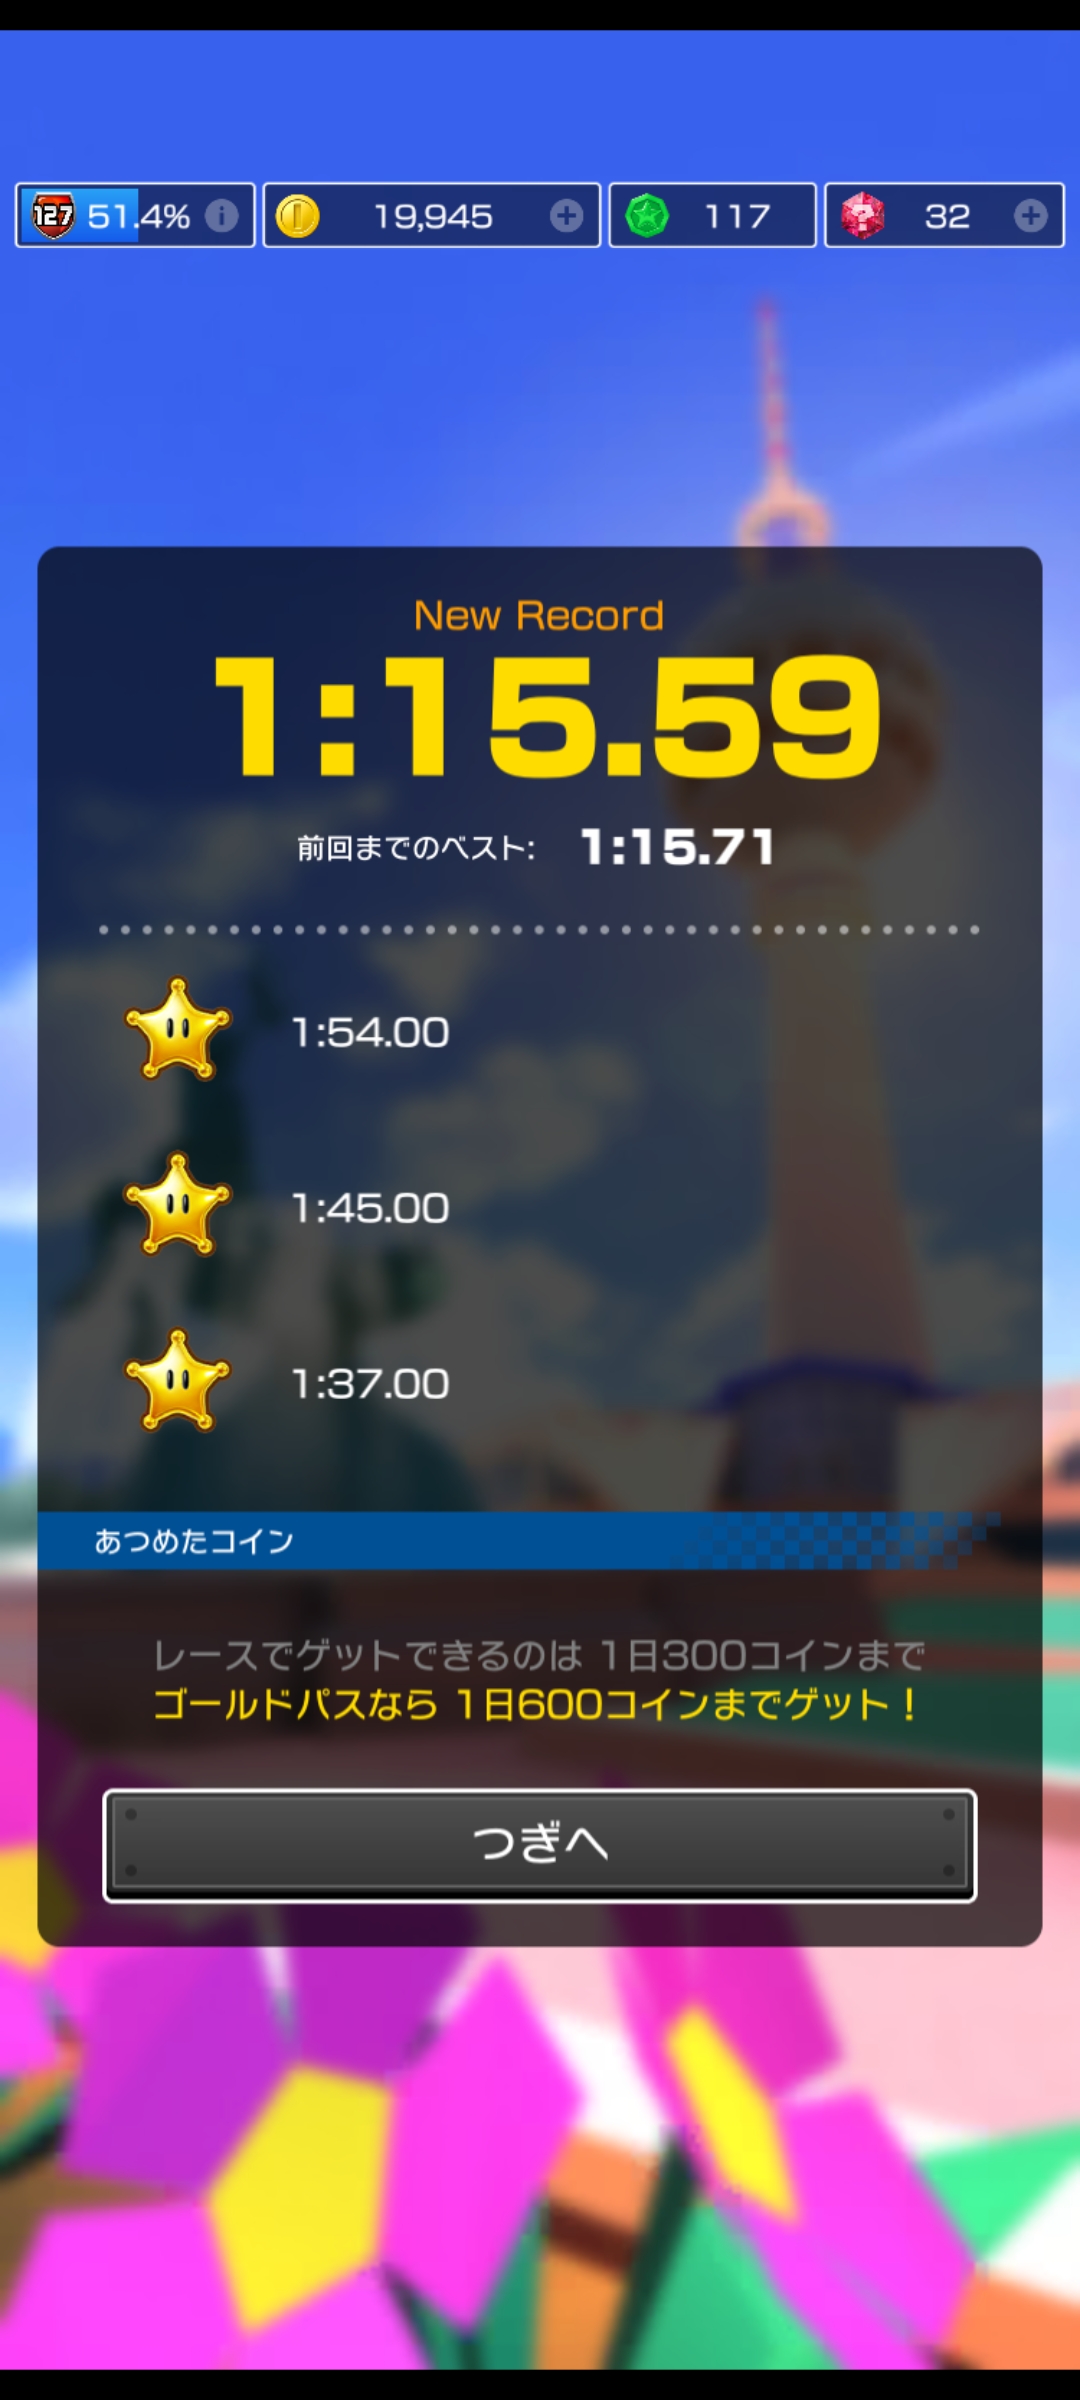 127 51.4% 19,945 117 32
New Record
1:15.59
前回までのベスト: 1:15.71
1:54.00
1:45.00
1:37.00
あつめたコイン
レースでゲットできるのは 1日300コインまで
ゴールドパスなら 1日600コインまでゲット！
つぎへ